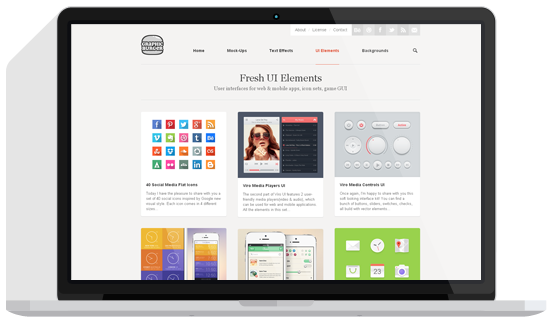 About License Contact
GRAPHIC
BURGER
Home Mock-Ups Text Effects UI Elements Backgrounds
Fresh UI Elements
User interfaces for web & mobile apps, icon sets, game GUI
40 Social Media Flat Icons
Today I have the pleasure to share with you a
set of 40 social icons inspired by Google new
visual style. Each icon comes in 4 different
sizes...
Vire Media Players UI
The second part of Vire UI features 2 user-
friendly media players(video & audio), which
can be used for web and mobile applications.
All the elements in this set...
Vire Media Controls UI
Once again, I'm happy to share with you this
soft looking interface kit! You can find a
bunch of buttons, sliders, switches, checks,
all build with vector elements...
23